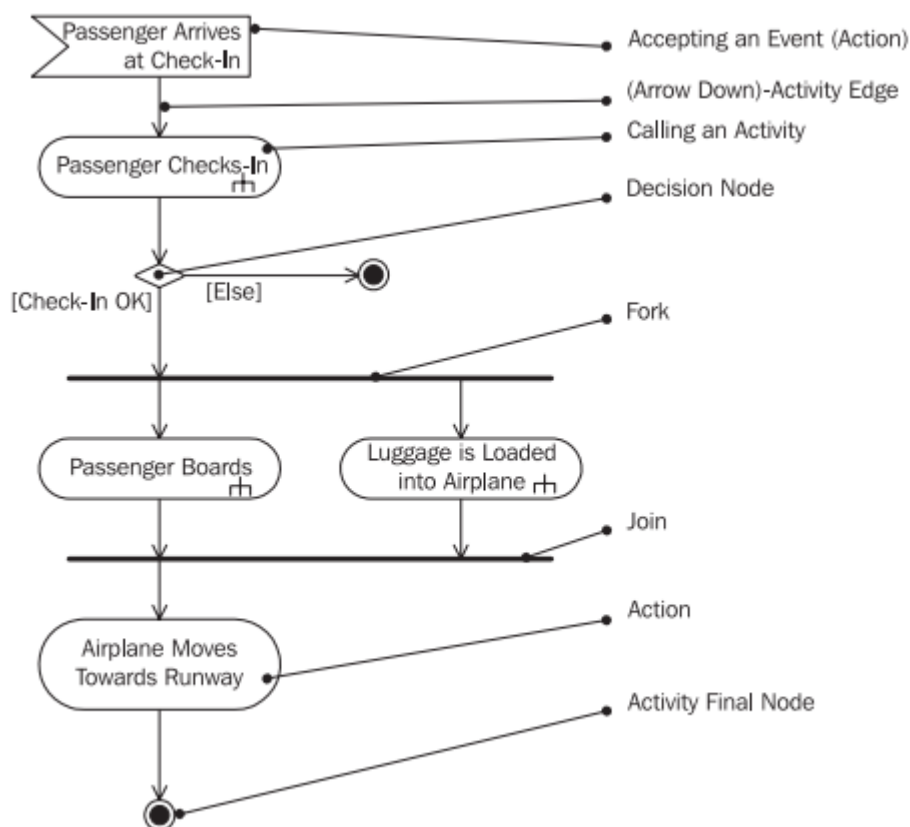 Passenger Arrives
at Check-In
Accepting an Event (Action)
(Arrow Down)-Activity Edge
Calling an Activity
Passenger Checks-In
Decision Node
[Check-In OK]
[Else]
Fork
Passenger Boards
Luggage is Loaded
into Airplane
Join
Action
Airplane Moves
Towards Runway
Activity Final Node